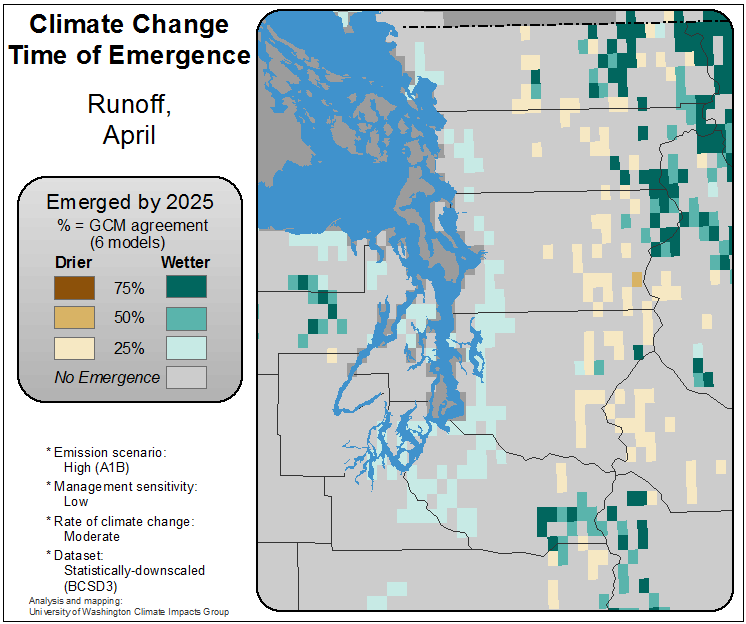 Climate Change
Time of Emergence
Runoff,
April
Emerged by 2025
% = GCM agreement
(6 models)
Drier Wetter
75%
50%
25%
No Emergence
* Emission scenario:
High (A1B)
* Management sensitivity:
Low
* Rate of climate change:
Moderate
* Dataset:
Statistically-downscaled
(BCSD3)
Analysis and mapping:
University of Washington Climate Impacts Group